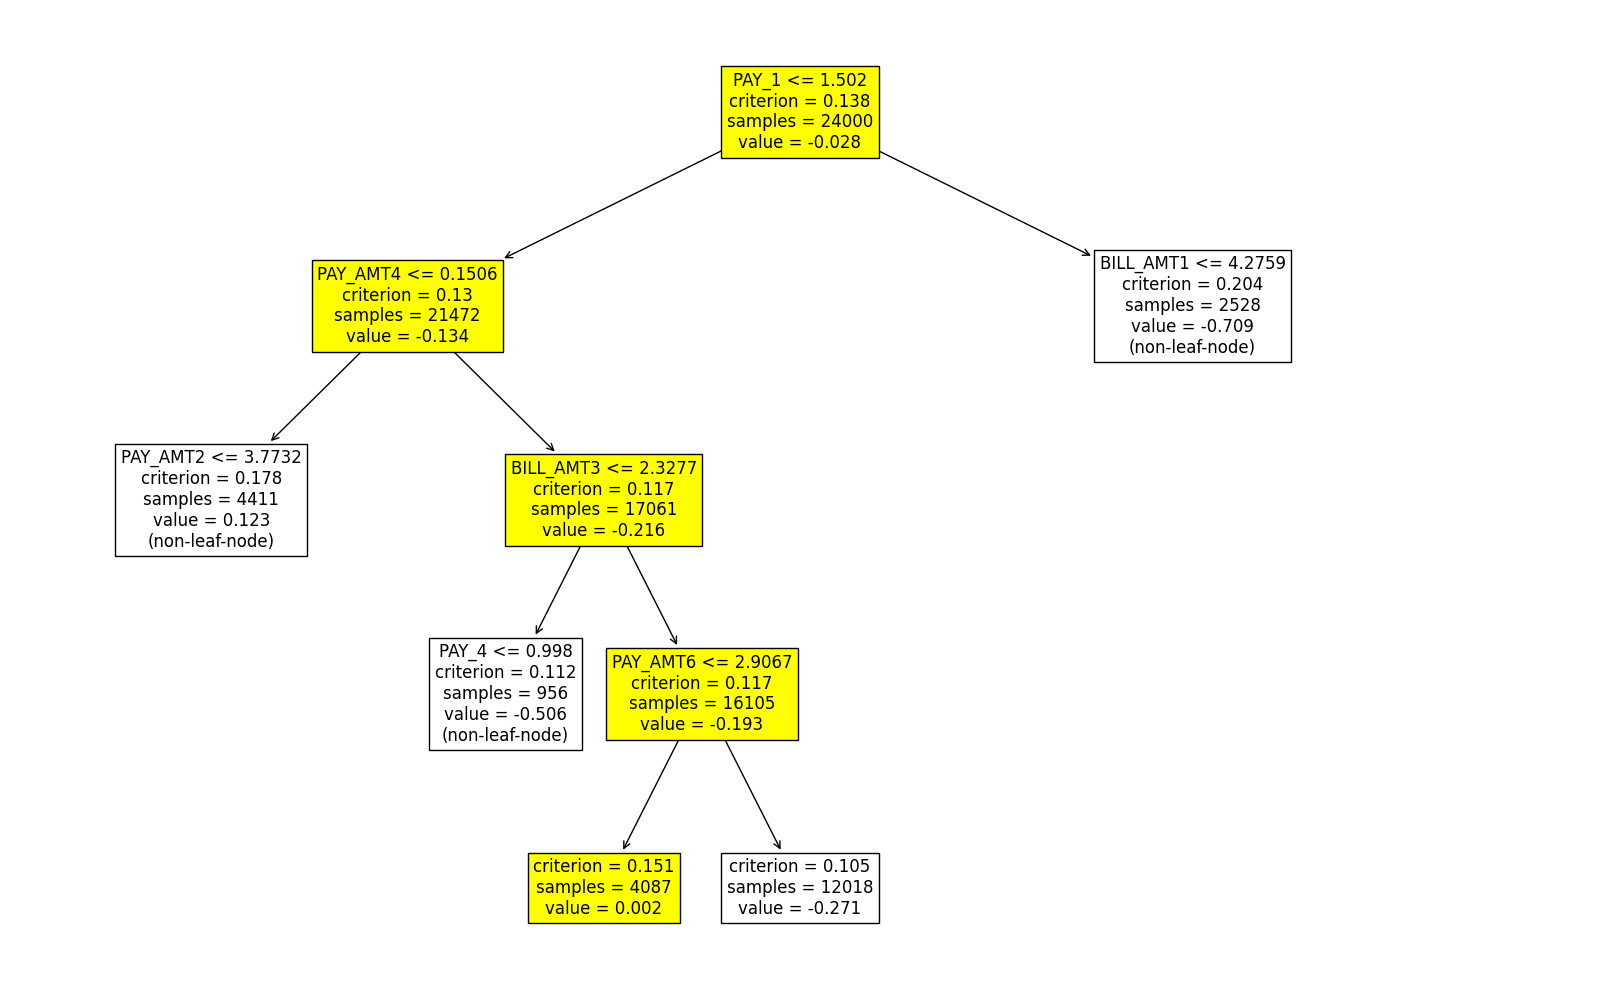 PAY_1 <= 1.502
criterion = 0.138
samples = 24000
value = -0.028
PAY_AMT4 <= 0.1506
criterion = 0.13
samples = 21472
value = -0.134
BILL_AMT1 <= 4.2759
criterion = 0.204
samples = 2528
value = -0.709
(non-leaf-node)
PAY_AMT2 <= 3.7732
criterion = 0.178
samples = 4411
value = 0.123
(non-leaf-node)
BILL_AMT3 <= 2.3277
criterion = 0.117
samples = 17061
value = -0.216
PAY_4 <= 0.998
criterion = 0.112
samples = 956
value = -0.506
(non-leaf-node)
PAY_AMT6 <= 2.9067
criterion = 0.117
samples = 16105
value = -0.193
criterion = 0.151
samples = 4087
value = 0.002
criterion = 0.105
samples = 12018
value = -0.271